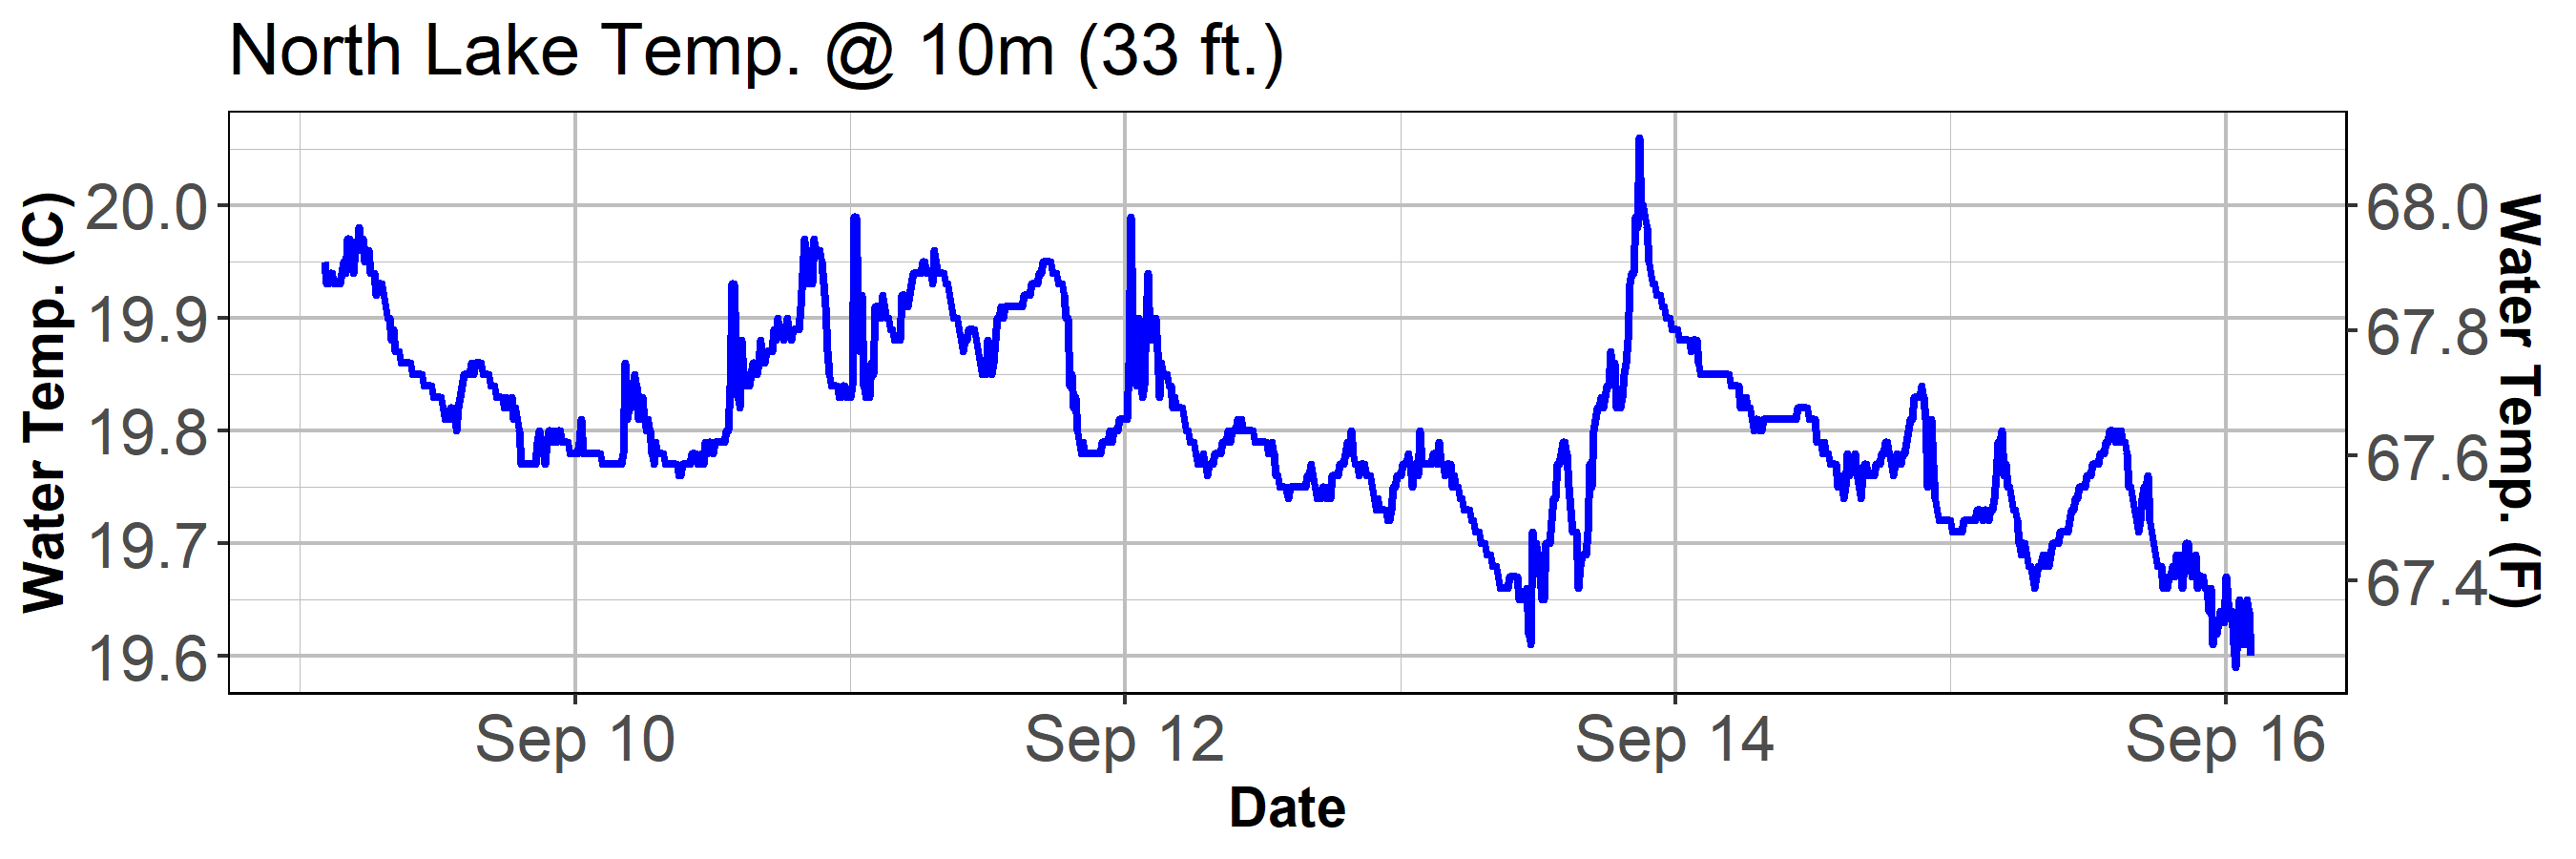 North Lake Temp. @ 10m (33 ft.)
Water Temp. (C)
20.0
19.9
19.8
19.7
19.6
68.0
67.8
67.6
67.4
Water Temp. (F)
Sep 10 Sep 12 Sep 14 Sep 16
Date